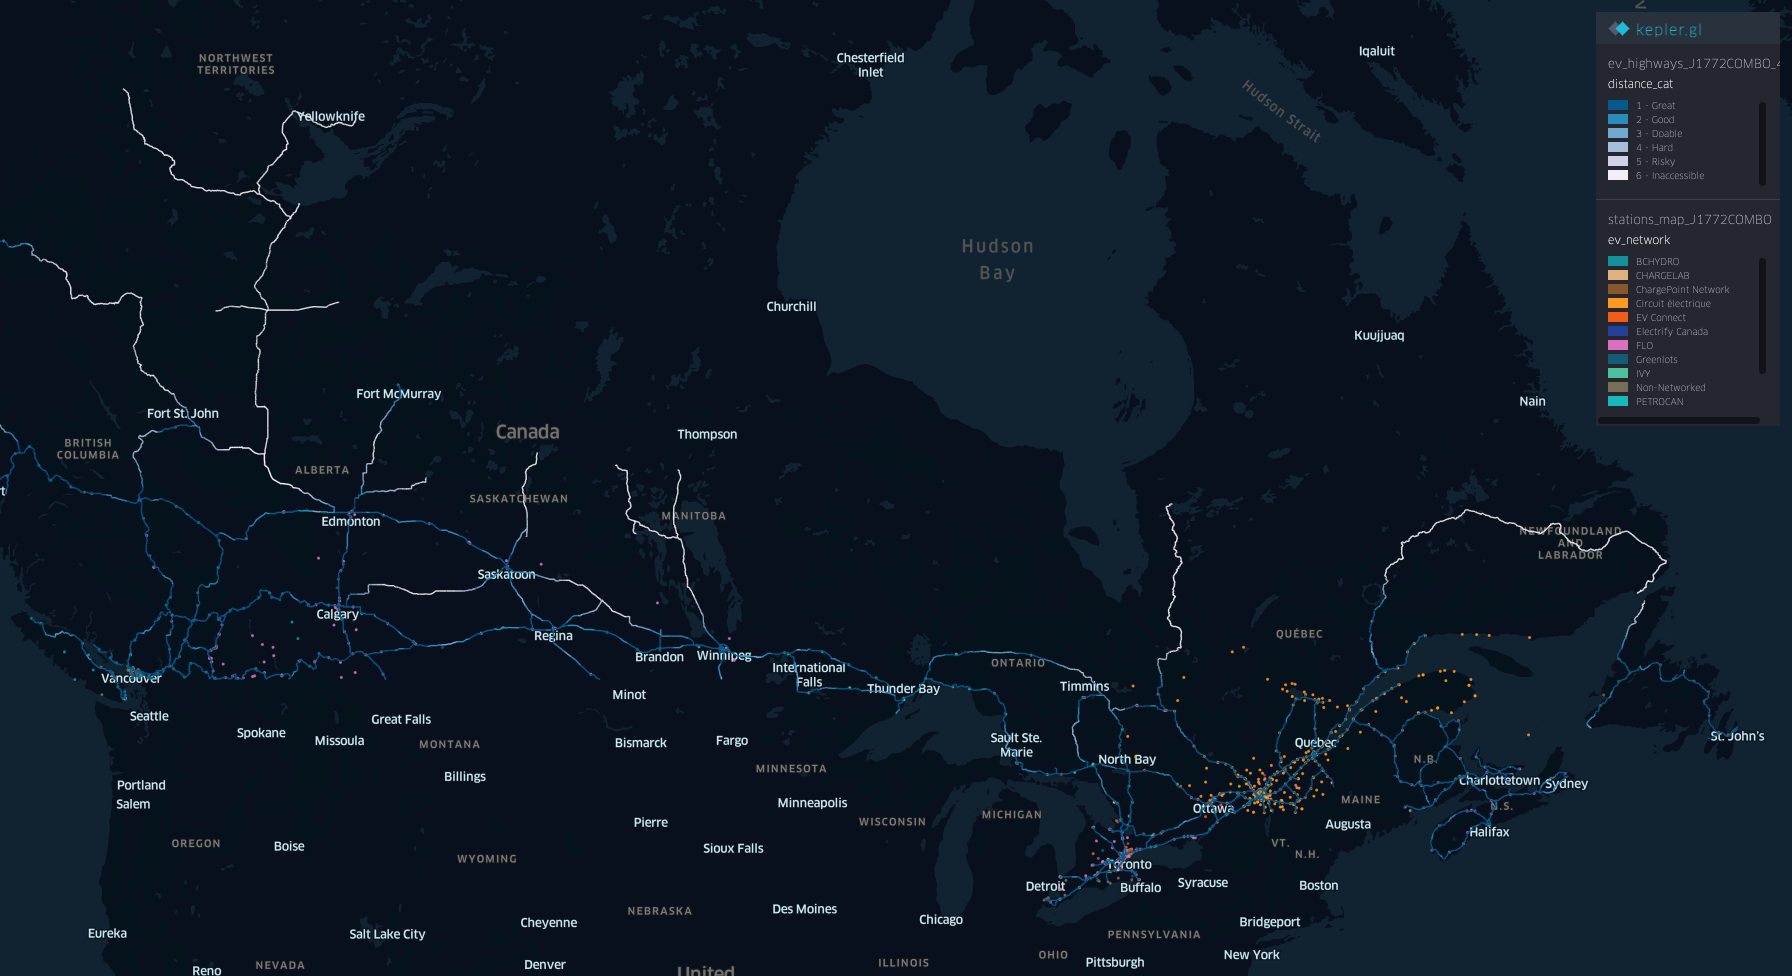 NORTHWEST
TERRITORIES
Yellowknife
Chesterfield
Inlet
Iqaluit
Hudson Strait
Hudson
Bay
Churchill
Kuujjuaq
Nain
Fort McMurray
Fort St. John
Canada
Thompson
BRITISH
COLUMBIA
ALBERTA
SASKATCHEWAN
MANITOBA
Edmonton
NEWFOUNDLAND
AND
LABRADOR
Saskatoon
Calgary
Regina
Brandon
Winnipeg
QUÉBEC
International
Falls
ONTARIO
Vancouver
Thunder Bay
Timmins
Minot
Seattle
Great Falls
Spokane
Missoula
MONTANA
Bismarck
Fargo
Sault Ste.
Marie
Quebec
St. John's
North Bay
N.B.
MINNESOTA
Billings
Charlottetown
Sydney
Portland
Salem
Minneapolis
MICHIGAN
Ottawa
MAINE
N.S.
Pierre
WISCONSIN
Augusta
Halifax
OREGON
Boise
WYOMING
Sioux Falls
VT.
N.H.
Toronto
Detroit
Buffalo
Syracuse
Boston
NEBRASKA
Des Moines
Chicago
Cheyenne
Bridgeport
Eureka
Salt Lake City
PENNSYLVANIA
Reno
NEVADA
Denver
United
ILLINOIS
OHIO
Pittsburgh
New York
kepler.gl
ev_highways_J1772COMBO_4
distance_cat
1 - Great
2 - Good
3 - Doable
4 - Hard
5 - Risky
6 - Inaccessible
stations_map_J1772COMBO
ev_network
BCHYDRO
CHARGELAB
ChargePoint Network
Circuit électrique
EV Connect
Electrify Canada
FLO
Greenlots
IVY
Non-Networked
PETROCAN